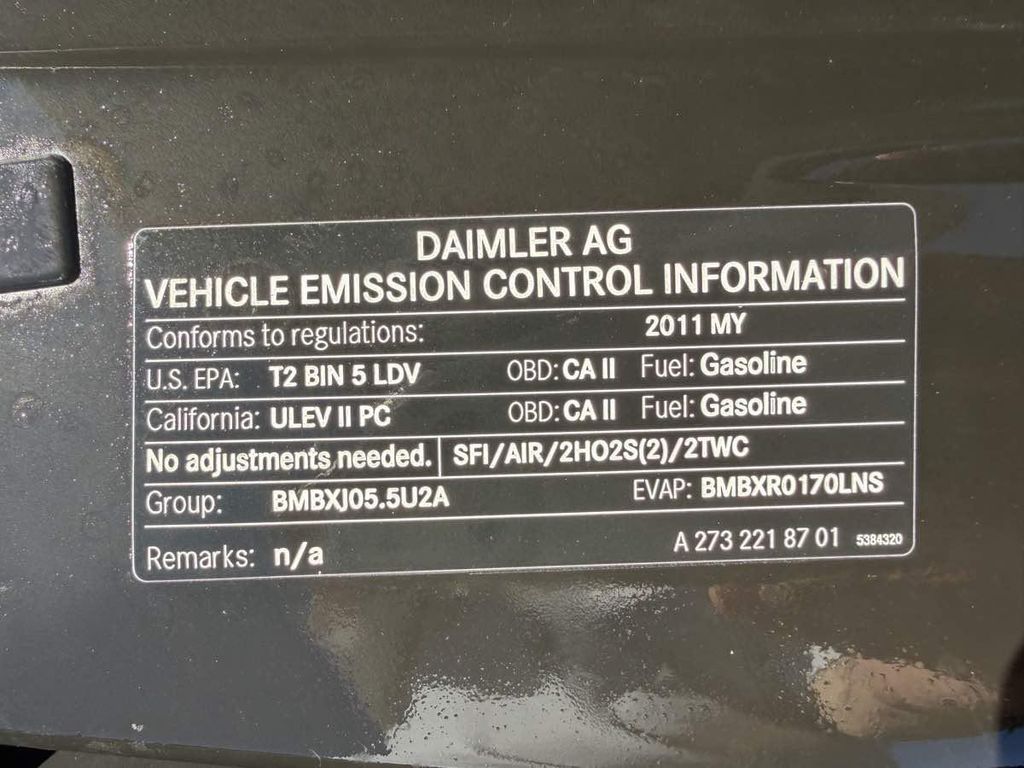 DAIMLER AG
VEHICLE EMISSION CONTROL INFORMATION
Conforms to regulations: 2011 MY
U.S. EPA: T2 BIN 5 LDV OBD: CA II Fuel: Gasoline
California: ULEV II PC OBD: CA II Fuel: Gasoline
No adjustments needed. SFI/AIR/2HO2S(2)/2TWC
Group: BMBXJ05.5U2A EVAP: BMBXR0170LNS
Remarks: n/a A 273 221 87 01 5384320